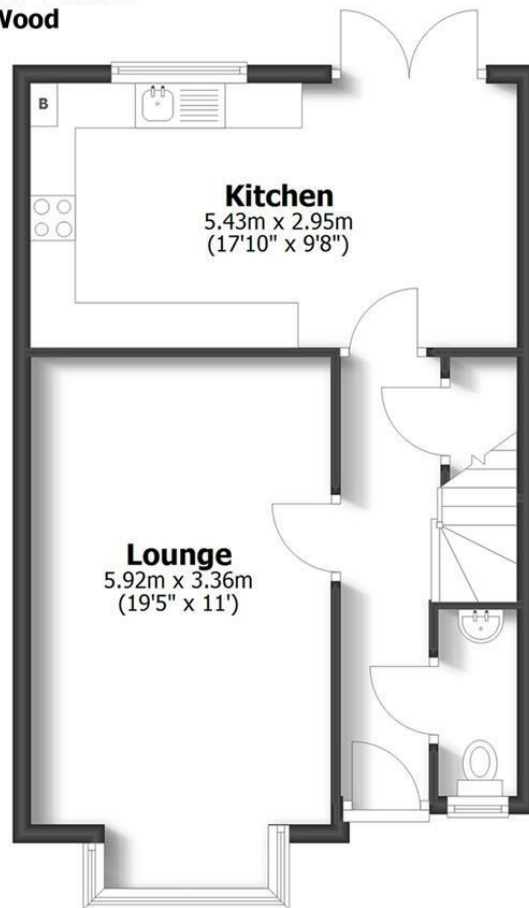 Wood
B
Kitchen
5.43m x 2.95m
(17'10" x 9'8")
Lounge
5.92m x 3.36m
(19'5" x 11')